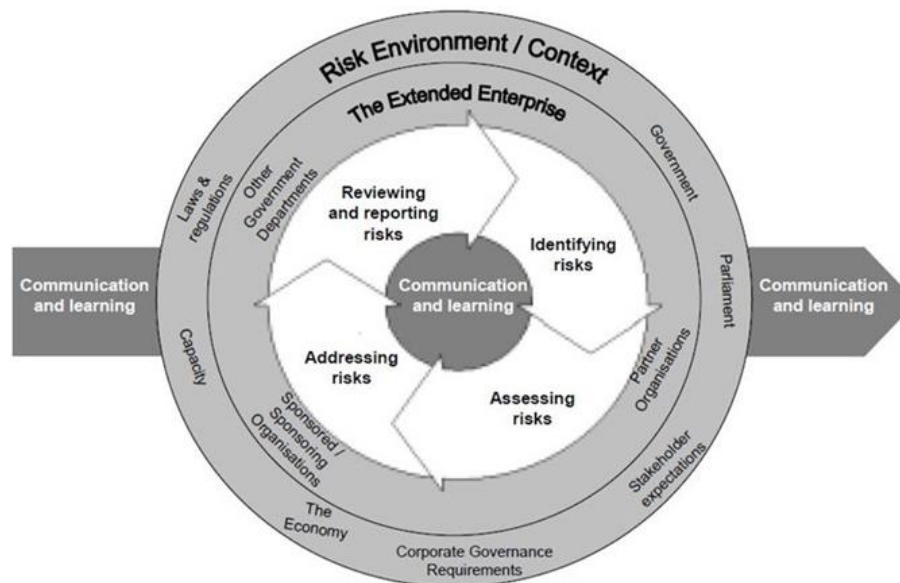 Risk Environment / Context
The Extended Enterprise
Government
Laws &
regulations
Other
Government
Departments
Reviewing
and reporting
risks
Identifying
risks
Communication
and learning
Communication
and learning
Parliament
Communication
and learning
Capacity
Addressing
risks
Assessing
risks
Partner
Organisations
Sponsored /
Sponsoring
Organisations
Stakeholder
expectations
The
Economy
Corporate Governance
Requirements